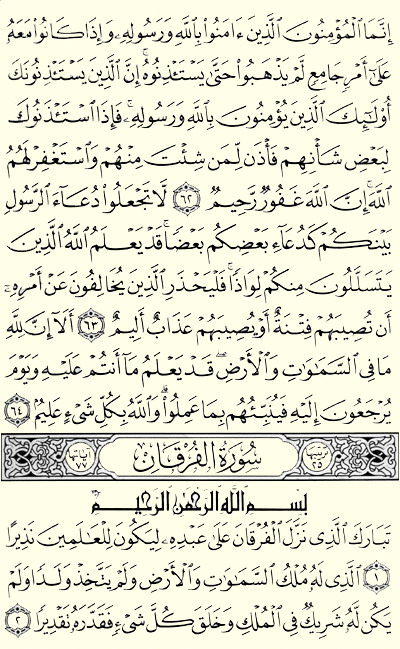 إِنَّمَا ٱلْمُؤْمِنُونَ ٱلَّذِينَ ءَامَنُوا۟ بِٱللَّهِ وَرَسُولِهِۦ وَإِذَا كَانُوا۟ مَعَهُۥ
عَلَىٰٓ أَمْرٍ جَامِعٍ لَّمْ يَذْهَبُوا۟ حَتَّىٰ يَسْتَـْٔذِنُوهُ ۚ إِنَّ ٱلَّذِينَ يَسْتَـْٔذِنُونَكَ
أُو۟لَـٰٓئِكَ ٱلَّذِينَ يُؤْمِنُونَ بِٱللَّهِ وَرَسُولِهِۦ ۚ فَإِذَا ٱسْتَـْٔذَنُوكَ
لِبَعْضِ شَأْنِهِمْ فَأْذَن لِّمَن شِئْتَ مِنْهُمْ وَٱسْتَغْفِرْ لَهُمُ
ٱللَّهَ ۚ إِنَّ ٱللَّهَ غَفُورٌ رَّحِيمٌ ٦٢ لَّا تَجْعَلُوا۟ دُعَآءَ ٱلرَّسُولِ
بَيْنَكُمْ كَدُعَآءِ بَعْضِكُم بَعْضًا ۚ قَدْ يَعْلَمُ ٱللَّهُ ٱلَّذِينَ
يَتَسَلَّلُونَ مِنكُمْ لِوَاذًا ۚ فَلْيَحْذَرِ ٱلَّذِينَ يُخَالِفُونَ عَنْ أَمْرِهِۦٓ
أَن تُصِيبَهُمْ فِتْنَةٌ أَوْ يُصِيبَهُمْ عَذَابٌ أَلِيمٌ ٦٣ أَلَآ إِنَّ لِلَّهِ
مَا فِى ٱلسَّمَـٰوَٰتِ وَٱلْأَرْضِ ۖ قَدْ يَعْلَمُ مَآ أَنتُمْ عَلَيْهِ وَيَوْمَ
يُرْجَعُونَ إِلَيْهِ فَيُنَبِّئُهُم بِمَا عَمِلُوا۟ ۗ وَٱللَّهُ بِكُلِّ شَىْءٍ عَلِيمٌۢ ٦٤
ترتيبها ٢٥ سُورَةُ الفُرْقَانِ آياتها ٧٧
بِسْمِ ٱللَّهِ ٱلرَّحْمَـٰنِ ٱلرَّحِيمِ
تَبَارَكَ ٱلَّذِى نَزَّلَ ٱلْفُرْقَانَ عَلَىٰ عَبْدِهِۦ لِيَكُونَ لِلْعَـٰلَمِينَ نَذِيرًا
١ ٱلَّذِى لَهُۥ مُلْكُ ٱلسَّمَـٰوَٰتِ وَٱلْأَرْضِ وَلَمْ يَتَّخِذْ وَلَدًا وَلَمْ
يَكُن لَّهُۥ شَرِيكٌ فِى ٱلْمُلْكِ وَخَلَقَ كُلَّ شَىْءٍ فَقَدَّرَهُۥ تَقْدِيرًا ٢